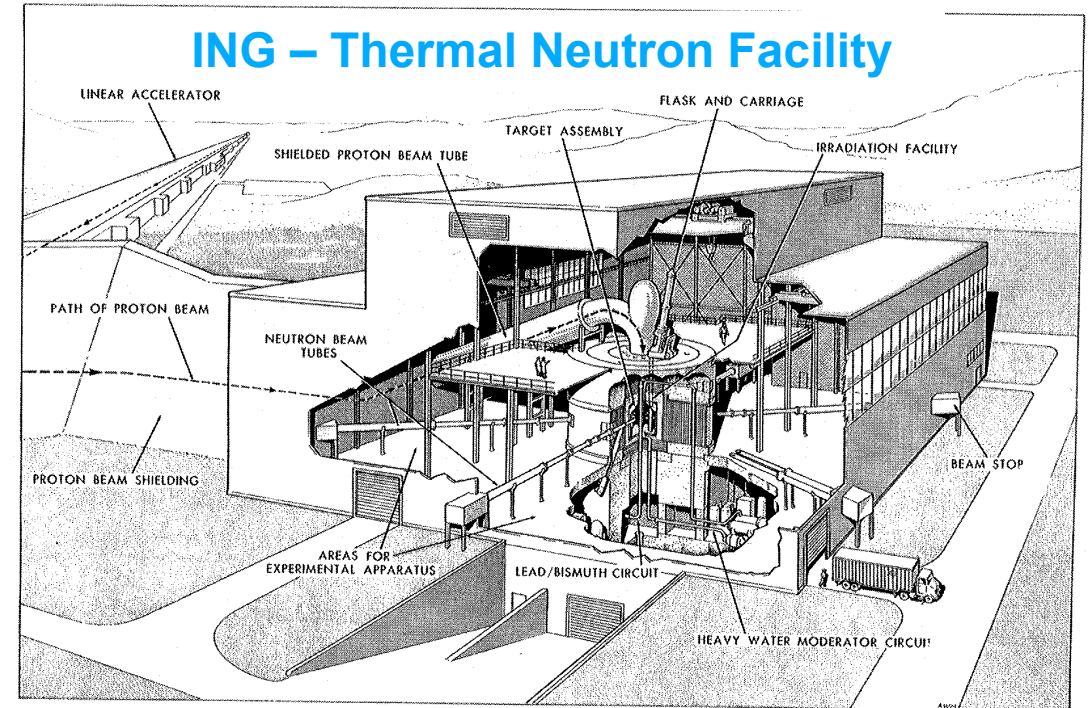 ING – Thermal Neutron Facility
LINEAR ACCELERATOR
FLASK AND CARRIAGE
TARGET ASSEMBLY
SHIELDED PROTON BEAM TUBE
IRRADIATION FACILITY
PATH OF PROTON BEAM
NEUTRON BEAM
TUBES
BEAM STOP
PROTON BEAM SHIELDING
AREAS FOR
EXPERIMENTAL APPARATUS
LEAD/BISMUTH CIRCUIT
HEAVY WATER MODERATOR CIRCUI